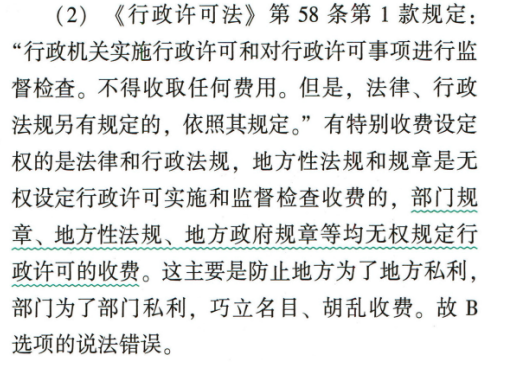 (2) 《行政许可法》第 58 条第 1 款规定：
“行政机关实施行政许可和对行政许可事项进行监
督检查。不得收取任何费用。但是，法律、行政
法规另有规定的，依照其规定。”有特别收费设定
权的是法律和行政法规，地方性法规和规章是无
权设定行政许可实施和监督检查收费的，部门规
章、地方性法规、地方政府规章等均无权规定行
政许可的收费。这主要是防止地方为了地方私利，
部门为了部门私利，巧立名目、胡乱收费。故 B
选项的说法错误。